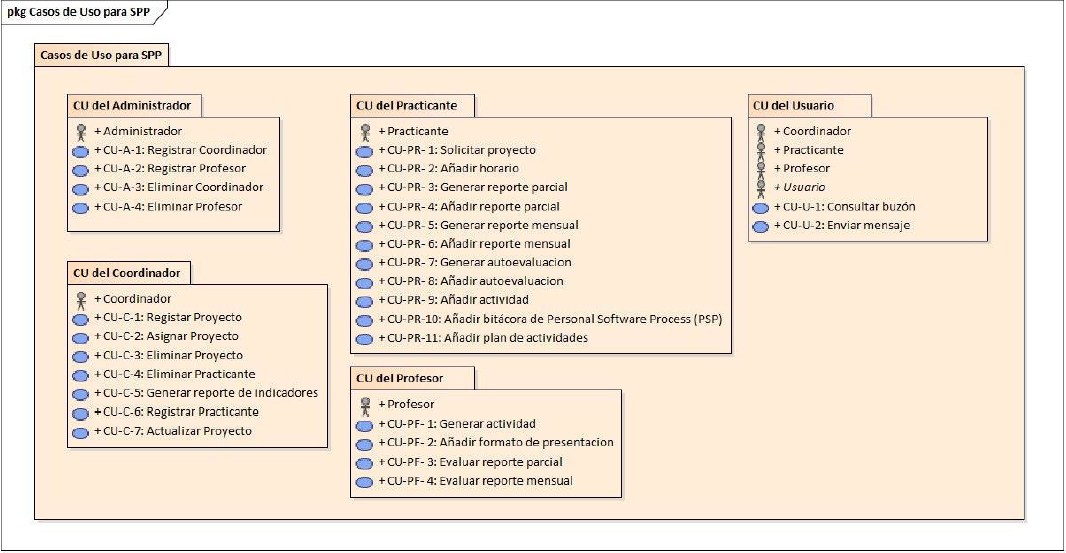 pkg Casos de Uso para SPP
Casos de Uso para SPP
CU del Administrador
+ Administrador
+ CU-A-1: Registrar Coordinador
+ CU-A-2: Registrar Profesor
+ CU-A-3: Eliminar Coordinador
+ CU-A-4: Eliminar Profesor
CU del Coordinador
+ Coordinador
+ CU-C-1: Registar Proyecto
+ CU-C-2: Asignar Proyecto
+ CU-C-3: Eliminar Proyecto
+ CU-C-4: Eliminar Practicante
+ CU-C-5: Generar reporte de indicadores
+ CU-C-6: Registrar Practicante
+ CU-C-7: Actualizar Proyecto
CU del Practicante
+ Practicante
+ CU-PR- 1: Solicitar proyecto
+ CU-PR- 2: Añadir horario
+ CU-PR- 3: Generar reporte parcial
+ CU-PR- 4: Añadir reporte parcial
+ CU-PR- 5: Generar reporte mensual
+ CU-PR- 6: Añadir reporte mensual
+ CU-PR- 7: Generar autoevaluacion
+ CU-PR- 8: Añadir autoevaluacion
+ CU-PR- 9: Añadir actividad
+ CU-PR-10: Añadir bitácora de Personal Software Process (PSP)
+ CU-PR-11: Añadir plan de actividades
CU del Profesor
+ Profesor
+ CU-PF- 1: Generar actividad
+ CU-PF- 2: Añadir formato de presentacion
+ CU-PF- 3: Evaluar reporte parcial
+ CU-PF- 4: Evaluar reporte mensual
CU del Usuario
+ Coordinador
+ Practicante
+ Profesor
+ Usuario
+ CU-U-1: Consultar buzón
+ CU-U-2: Enviar mensaje